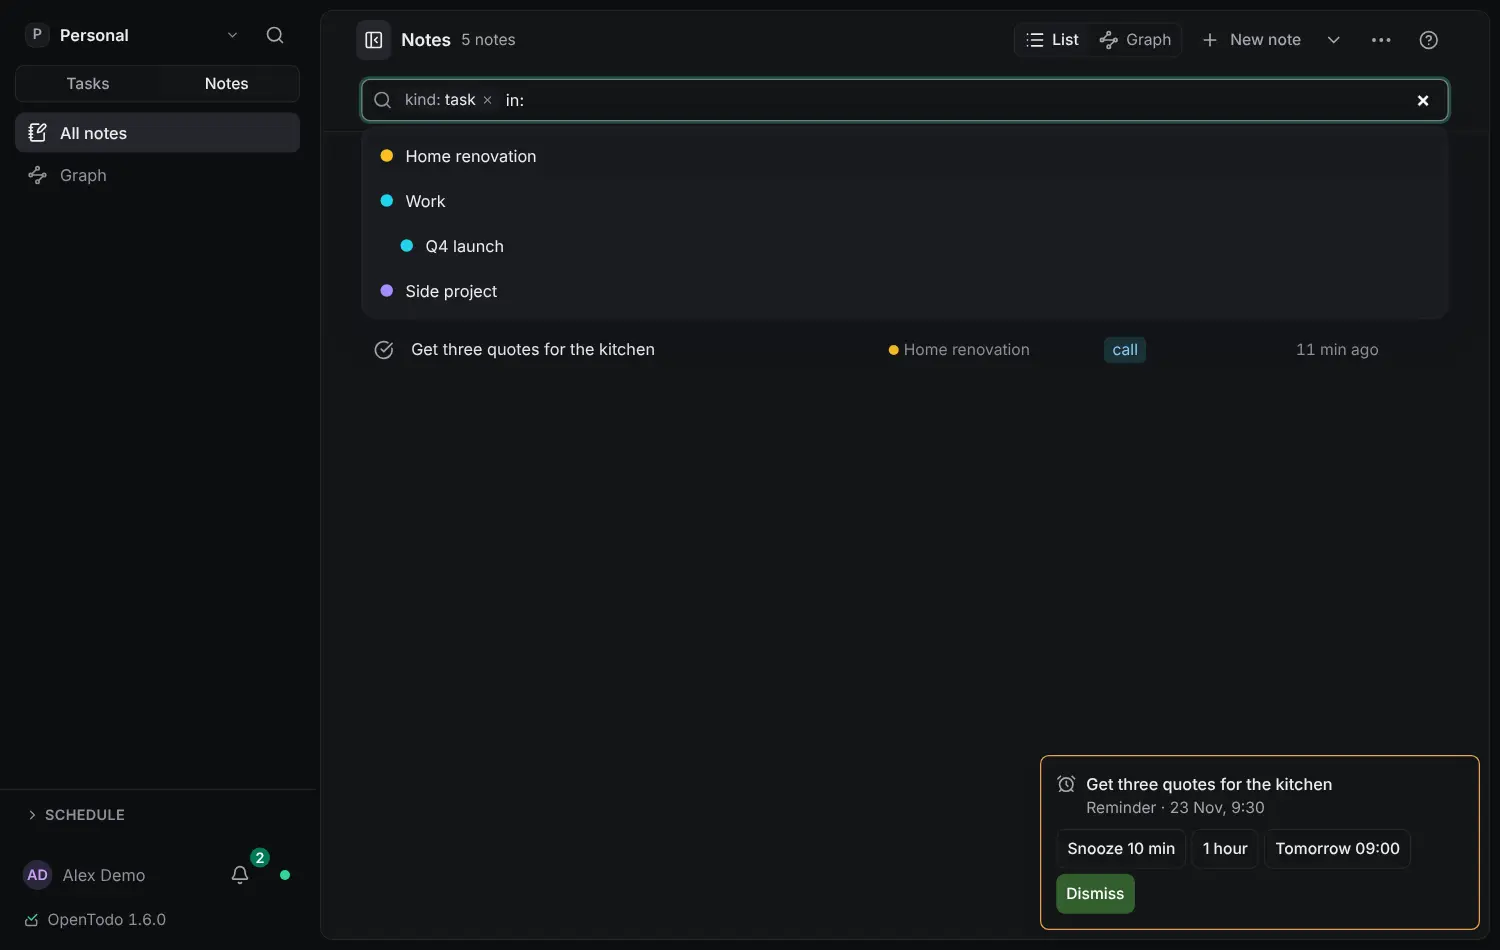 P Personal
Tasks Notes
All notes
Graph
Notes 5 notes
List Graph New note
kind: task × in:
Home renovation
Work
Q4 launch
Side project
Get three quotes for the kitchen Home renovation call 11 min ago
Get three quotes for the kitchen
Reminder · 23 Nov, 9:30
Snooze 10 min 1 hour Tomorrow 09:00
Dismiss
SCHEDULE
AD Alex Demo 2
OpenTodo 1.6.0